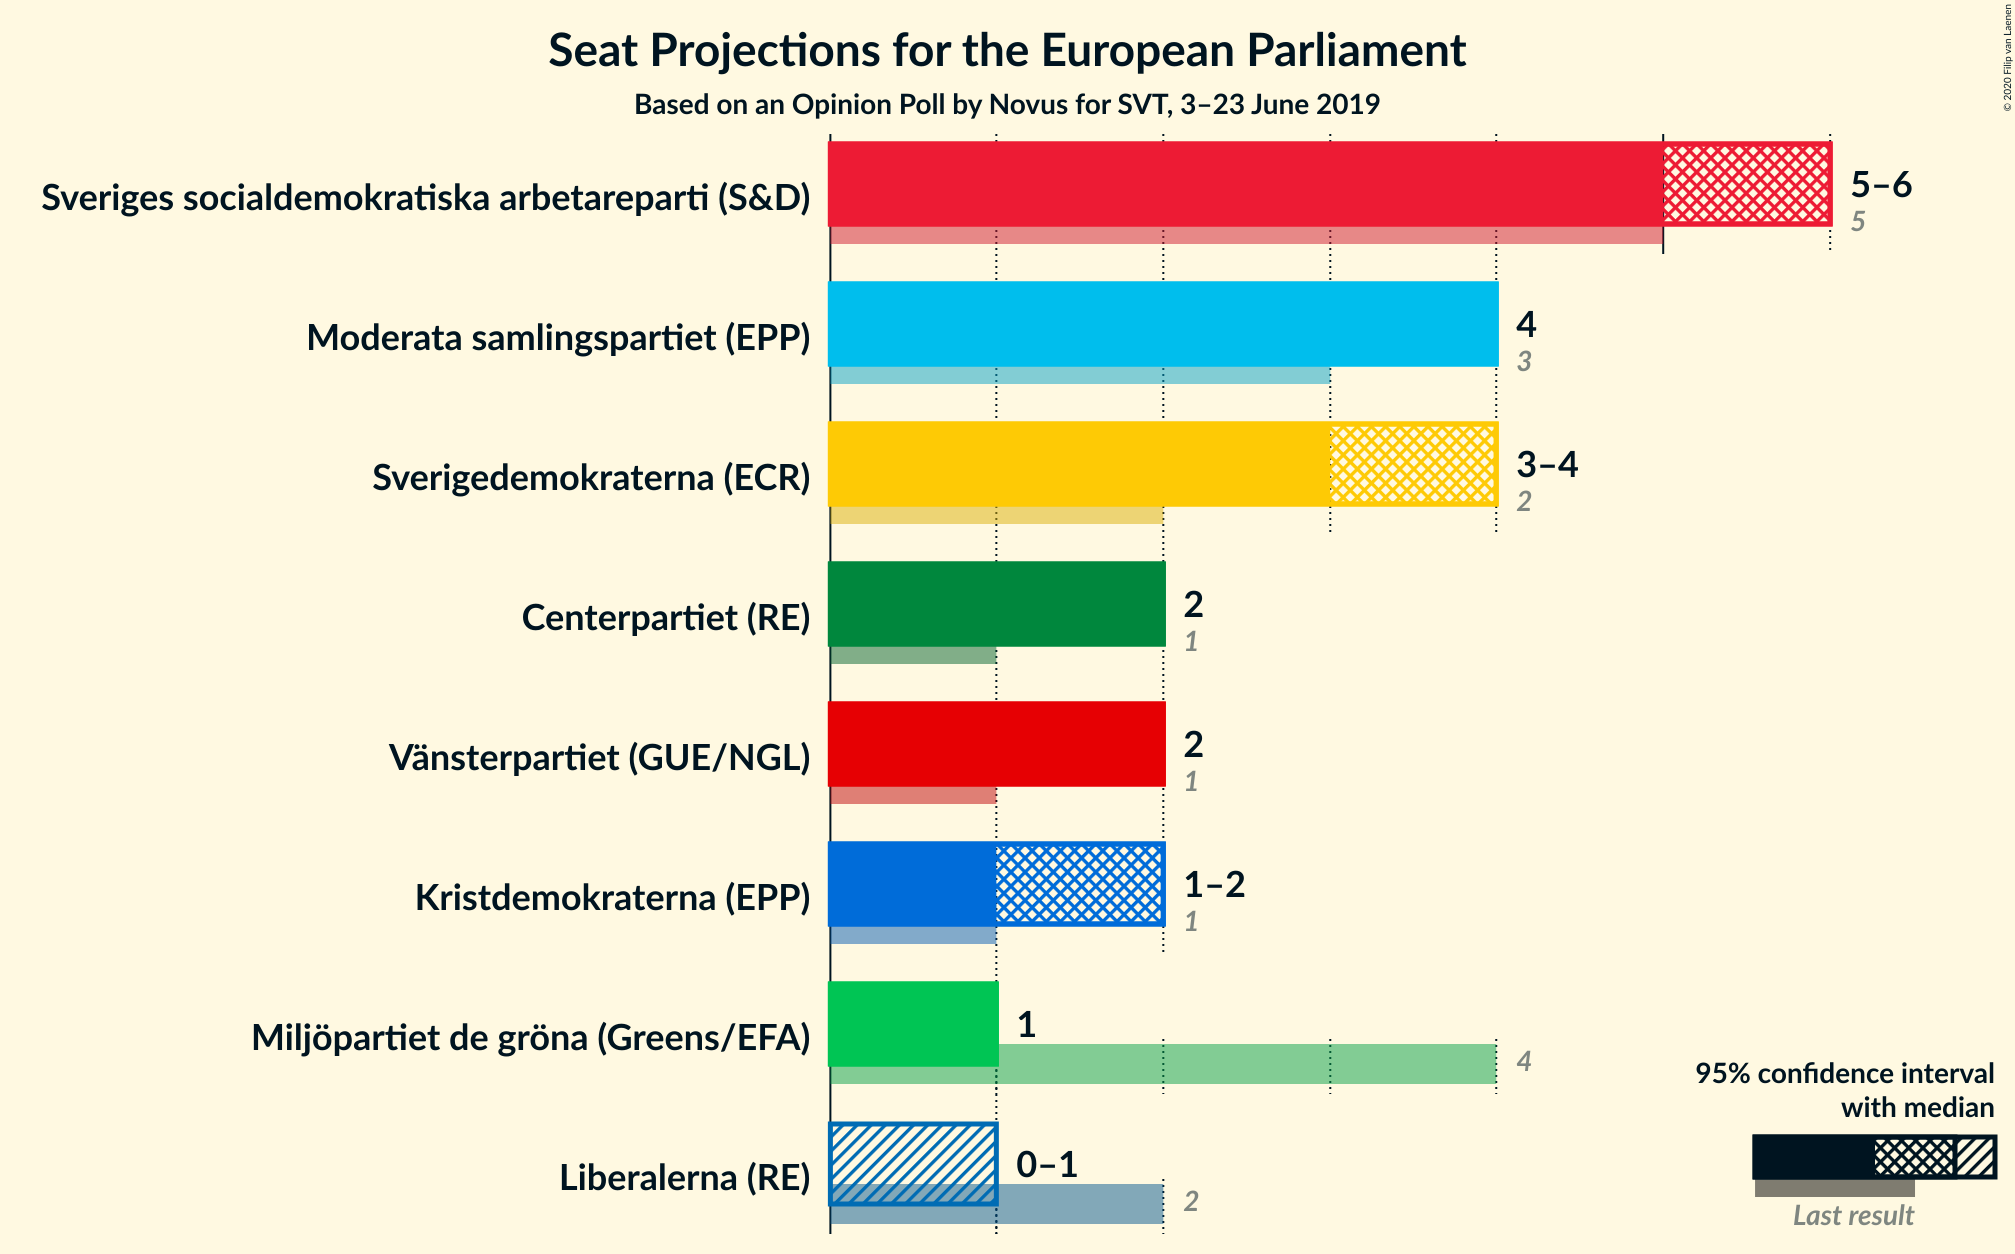 Seat Projections for the European Parliament
Based on an Opinion Poll by Novus for SVT, 3–23 June 2019
© 2020 Filip van Laenen
Sveriges socialdemokratiska arbetareparti (S&D)
5–6
5
Moderata samlingspartiet (EPP)
4
3
Sverigedemokraterna (ECR)
3–4
2
Centerpartiet (RE)
2
1
Vänsterpartiet (GUE/NGL)
2
1
Kristdemokraterna (EPP)
1–2
1
Miljöpartiet de gröna (Greens/EFA)
1
4
Liberalerna (RE)
0–1
2
95% confidence interval
with median
Last result